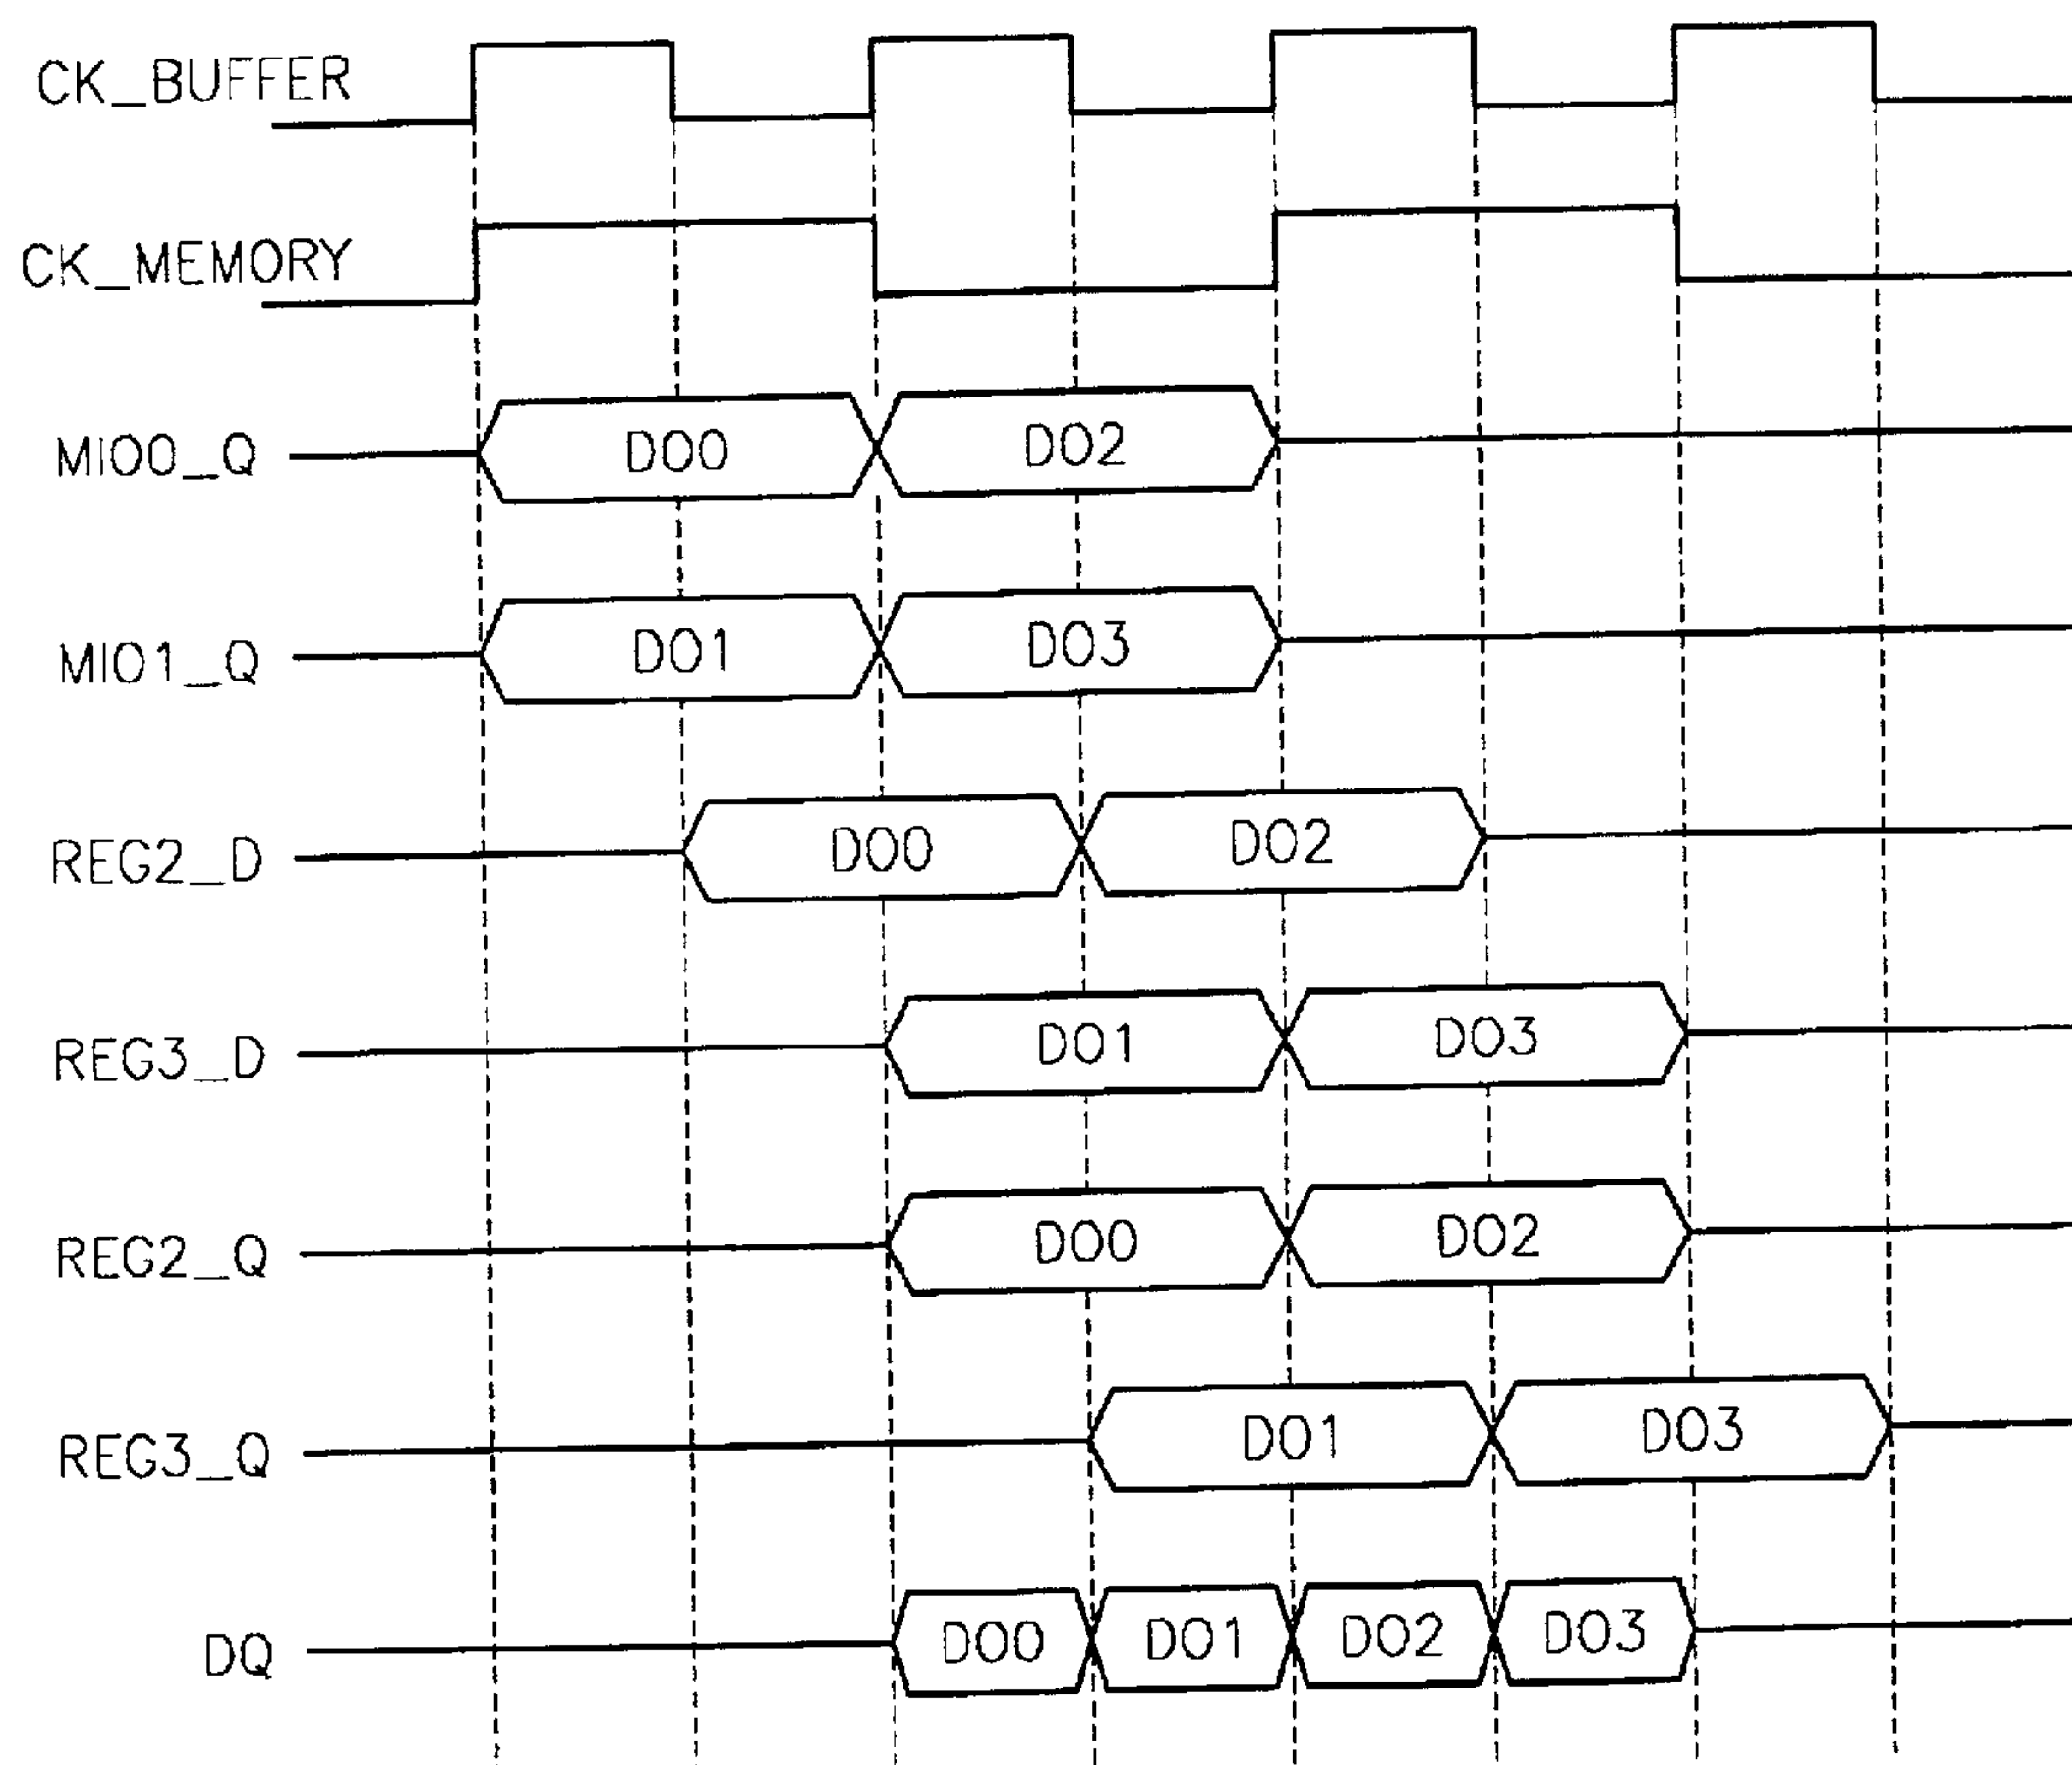 CK_BUFFER
CK_MEMORY
MIO0_Q DO0 DO2
MIO1_Q DO1 DO3
REG2_D DO0 DO2
REG3_D DO1 DO3
REG2_Q DO0 DO2
REG3_Q DO1 DO3
DQ DO0 DO1 DO2 DO3